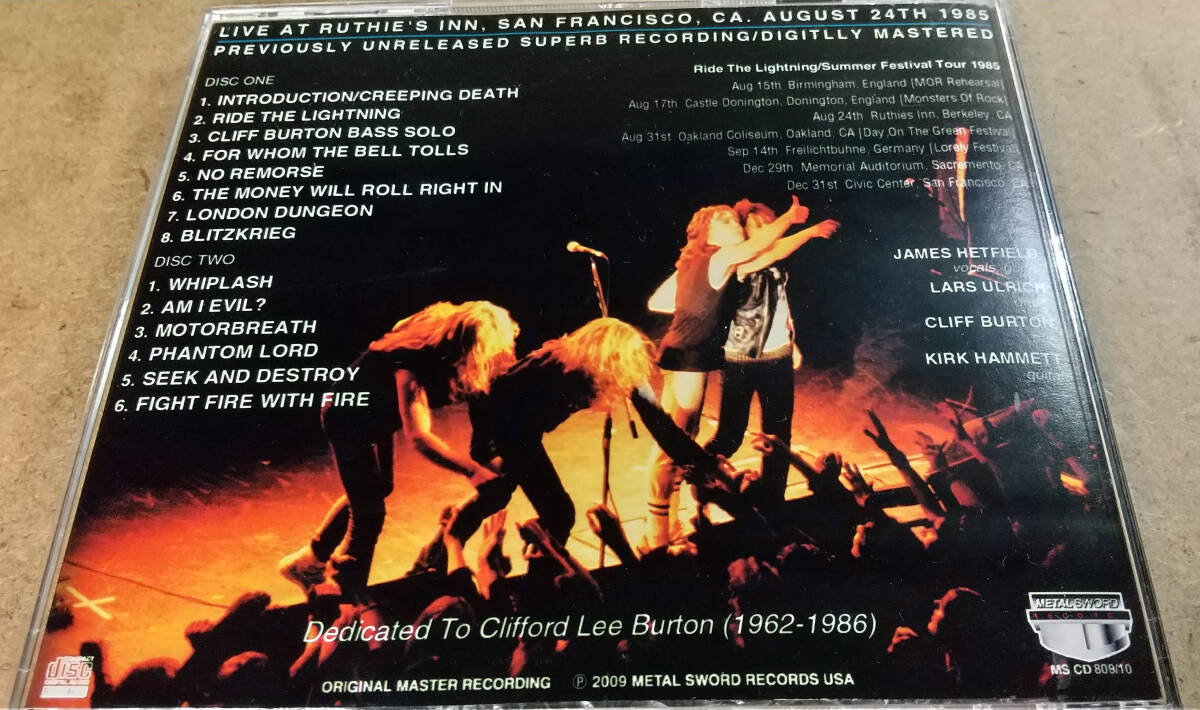 LIVE AT RUTHIE'S INN, SAN FRANCISCO, CA. AUGUST 24TH 1985
PREVIOUSLY UNRELEASED SUPERB RECORDING/DIGITLLY MASTERED
DISC ONE
1. INTRODUCTION/CREEPING DEATH
2. RIDE THE LIGHTNING
3. CLIFF BURTON BASS SOLO
4. FOR WHOM THE BELL TOLLS
5. NO REMORSE
6. THE MONEY WILL ROLL RIGHT IN
7. LONDON DUNGEON
8. BLITZKRIEG
DISC TWO
1. WHIPLASH
2. AM I EVIL?
3. MOTORBREATH
4. PHANTOM LORD
5. SEEK AND DESTROY
6. FIGHT FIRE WITH FIRE
Ride The Lightning/Summer Festival Tour 1985
Aug 15th Birmingham, England [MOR Rehearsal]
Aug 17th Castle Donington, Donington, England [Monsters Of Rock]
Aug 24th Ruthies Inn, Berkeley, CA
Aug 31st Oakland Coliseum, Oakland, CA [Day On The Green Festival]
Sep 14th Freilichtbuhne, Germany [Lorely Festival]
Dec 29th Memorial Auditorium, Sacremento, CA
Dec 31st Civic Center, San Francisco, CA
JAMES HETFIELD
vocals,
LARS ULRICH
CLIFF BURTON
KIRK HAMMETT
guitar
Dedicated To Clifford Lee Burton (1962-1986)
ORIGINAL MASTER RECORDING ℗ 2009 METAL SWORD RECORDS USA
COMPACT
disc
METAL SWORD
MS CD 809/10